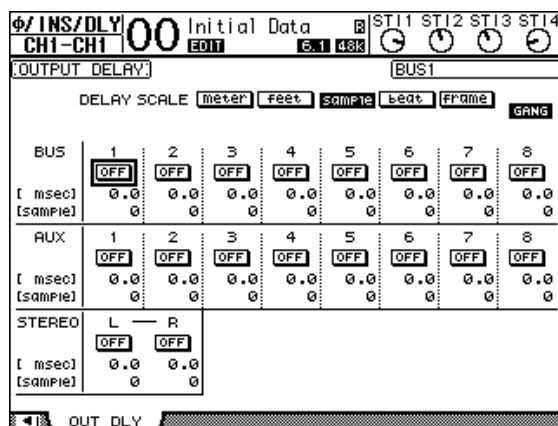 Φ/INS/DLY 00 Initial Data ST11 ST12 ST13 ST14
CH1-CH1 EDIT 6.1 48k
OUTPUT DELAY BUS1
DELAY SCALE meter feet sample beat frame
GANG
BUS 1 2 3 4 5 6 7 8
OFF OFF OFF OFF OFF OFF OFF OFF
[ msec] 0.0 0.0 0.0 0.0 0.0 0.0 0.0 0.0
[sample] 0 0 0 0 0 0 0 0
AUX 1 2 3 4 5 6 7 8
OFF OFF OFF OFF OFF OFF OFF OFF
[ msec] 0.0 0.0 0.0 0.0 0.0 0.0 0.0 0.0
[sample] 0 0 0 0 0 0 0 0
STEREO L — R
OFF OFF
[ msec] 0.0 0.0
[sample] 0 0
OUT DLY